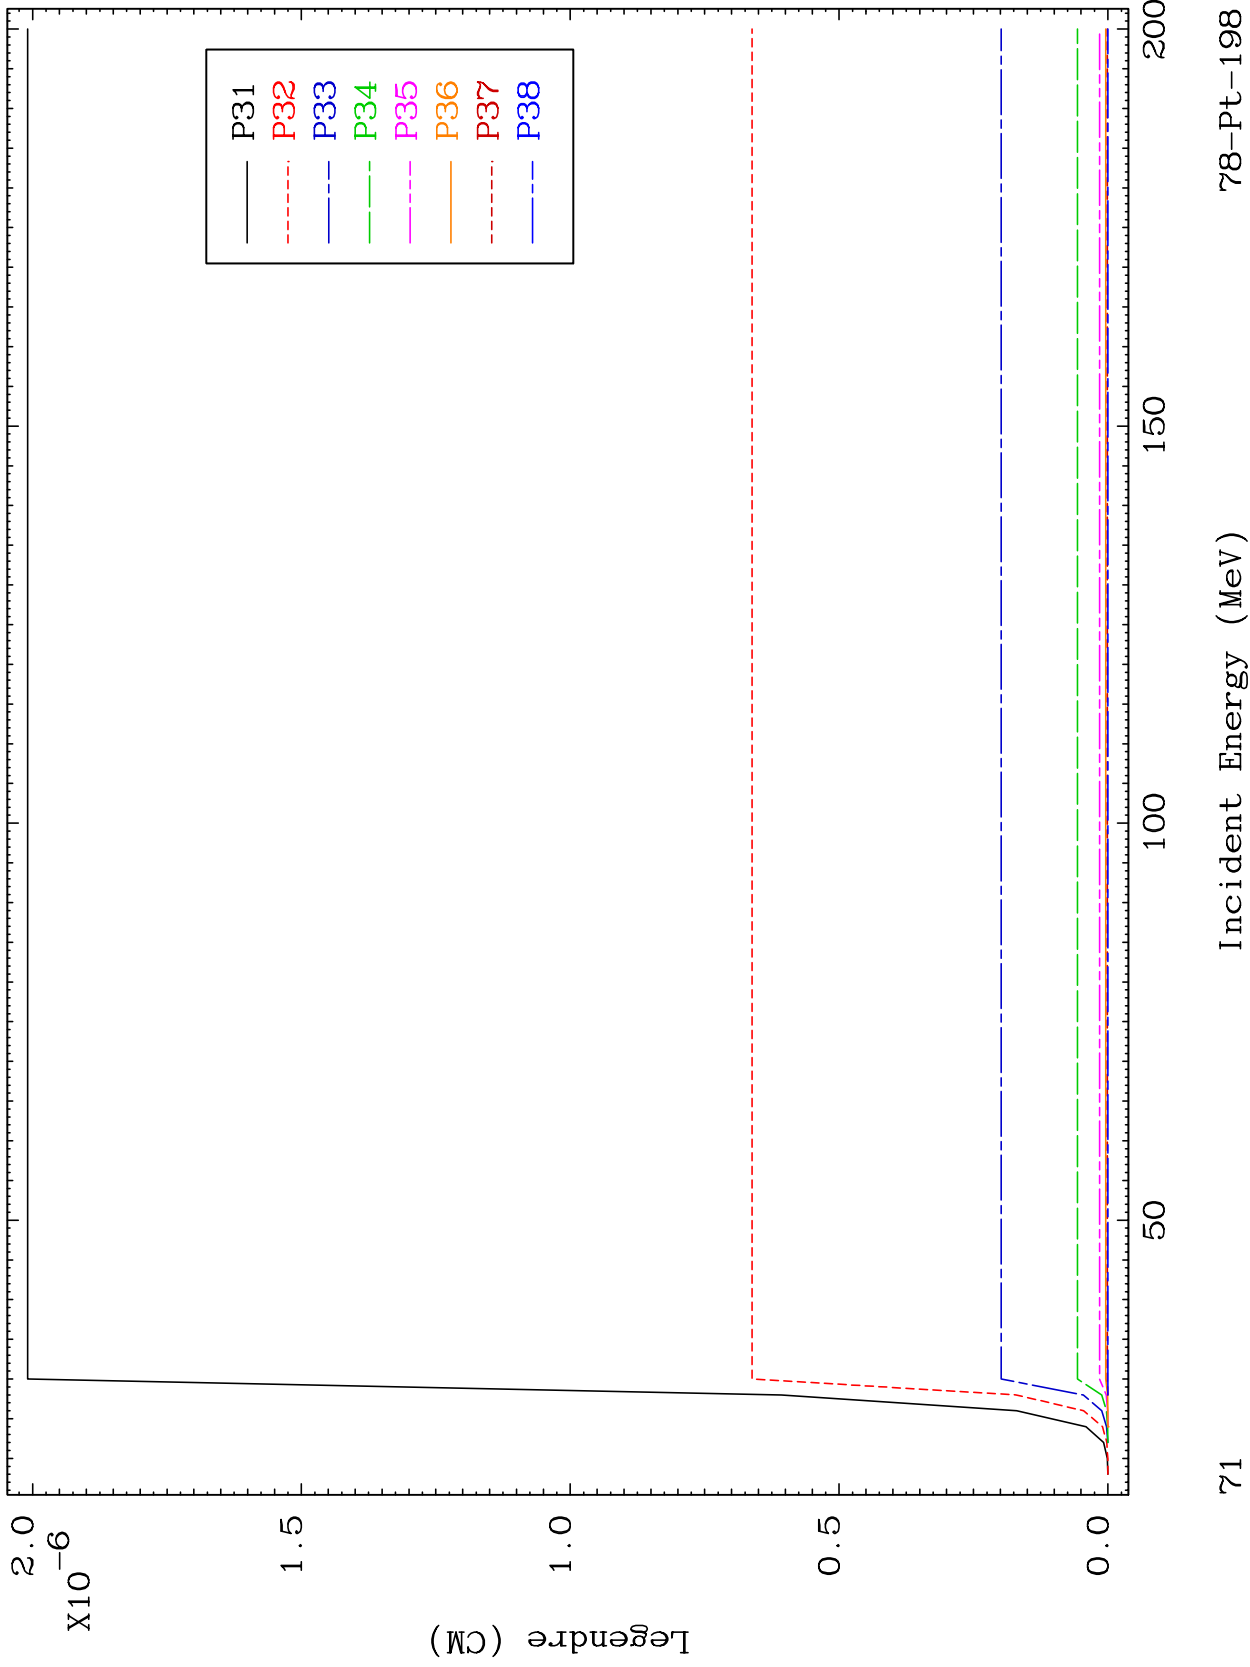 2.0
X10-6
1.5
1.0
0.5
0.0
Legendre (CM)
P31
P32
P33
P34
P35
P36
P37
P38
50
100
150
200
71
Incident Energy (MeV)
78-Pt-198